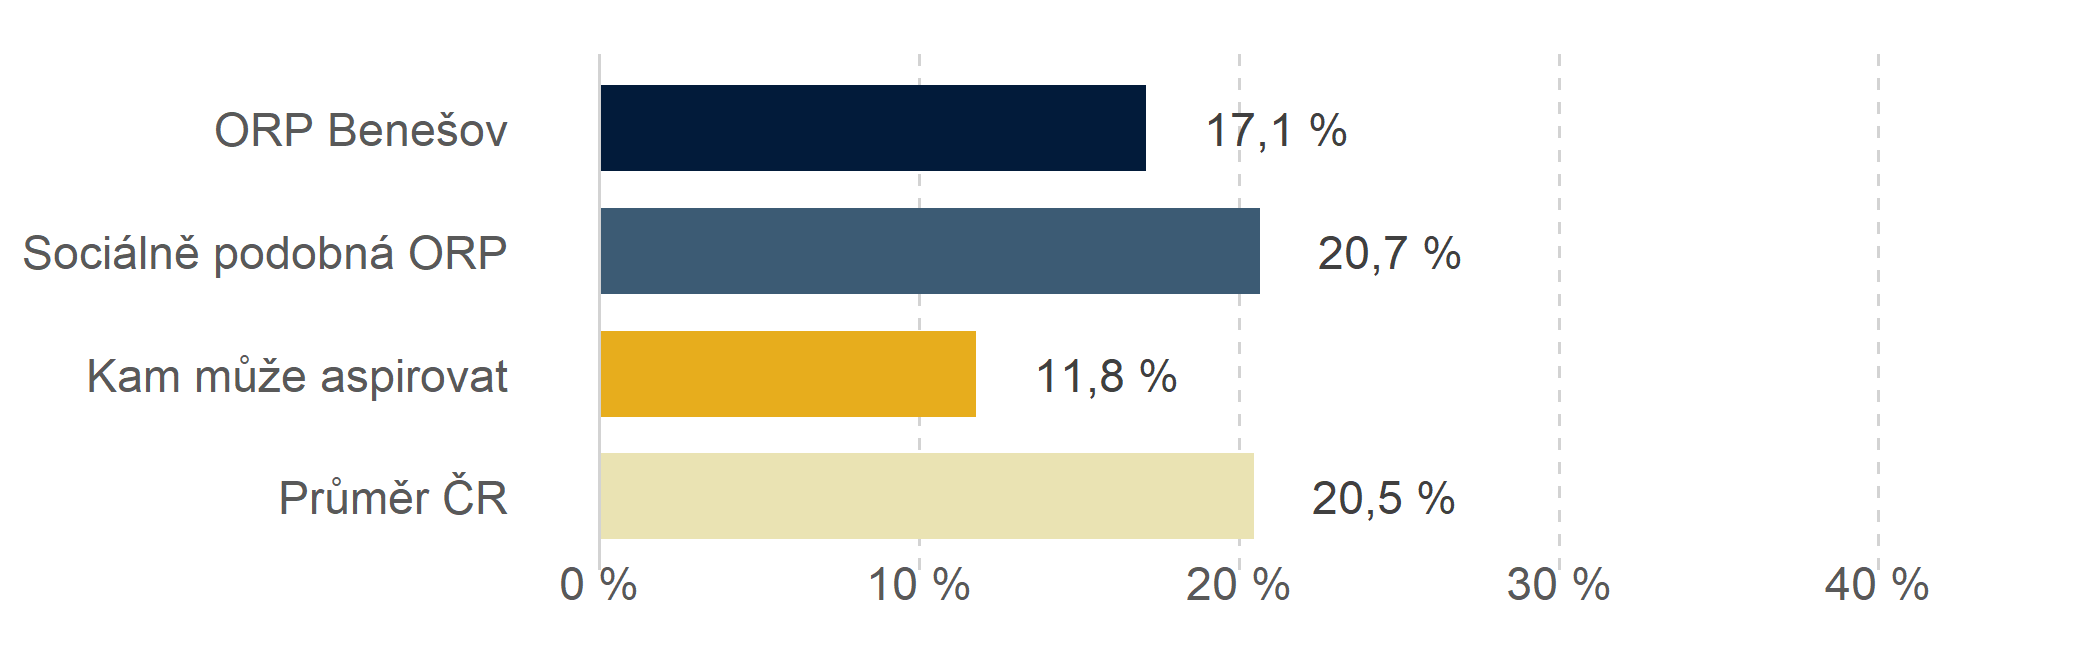 ORP Benešov 17,1 %
Sociálně podobná ORP 20,7 %
Kam může aspirovat 11,8 %
Průměr ČR 20,5 %
0 % 10 % 20 % 30 % 40 %